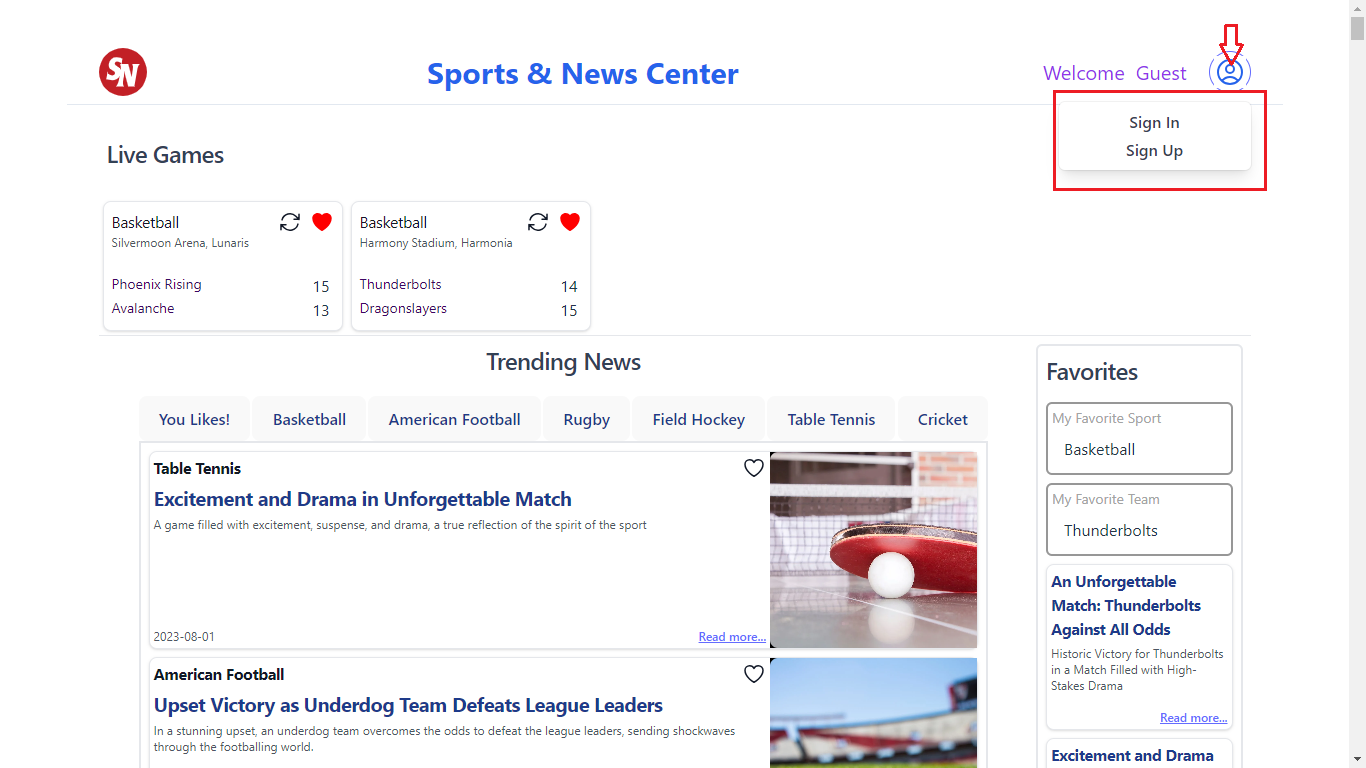 SN
Sports & News Center
Welcome Guest
Sign In
Sign Up
Live Games
Basketball
Silvermoon Arena, Lunaris
Phoenix Rising 15
Avalanche 13
Basketball
Harmony Stadium, Harmonia
Thunderbolts 14
Dragonslayers 15
Trending News
You Likes! Basketball American Football Rugby Field Hockey Table Tennis Cricket
Table Tennis
Excitement and Drama in Unforgettable Match
A game filled with excitement, suspense, and drama, a true reflection of the spirit of the sport
2023-08-01 Read more...
American Football
Upset Victory as Underdog Team Defeats League Leaders
In a stunning upset, an underdog team overcomes the odds to defeat the league leaders, sending shockwaves
through the footballing world.
Favorites
My Favorite Sport
Basketball
My Favorite Team
Thunderbolts
An Unforgettable
Match: Thunderbolts
Against All Odds
Historic Victory for Thunderbolts
in a Match Filled with High-
Stakes Drama
Read more...
Excitement and Drama